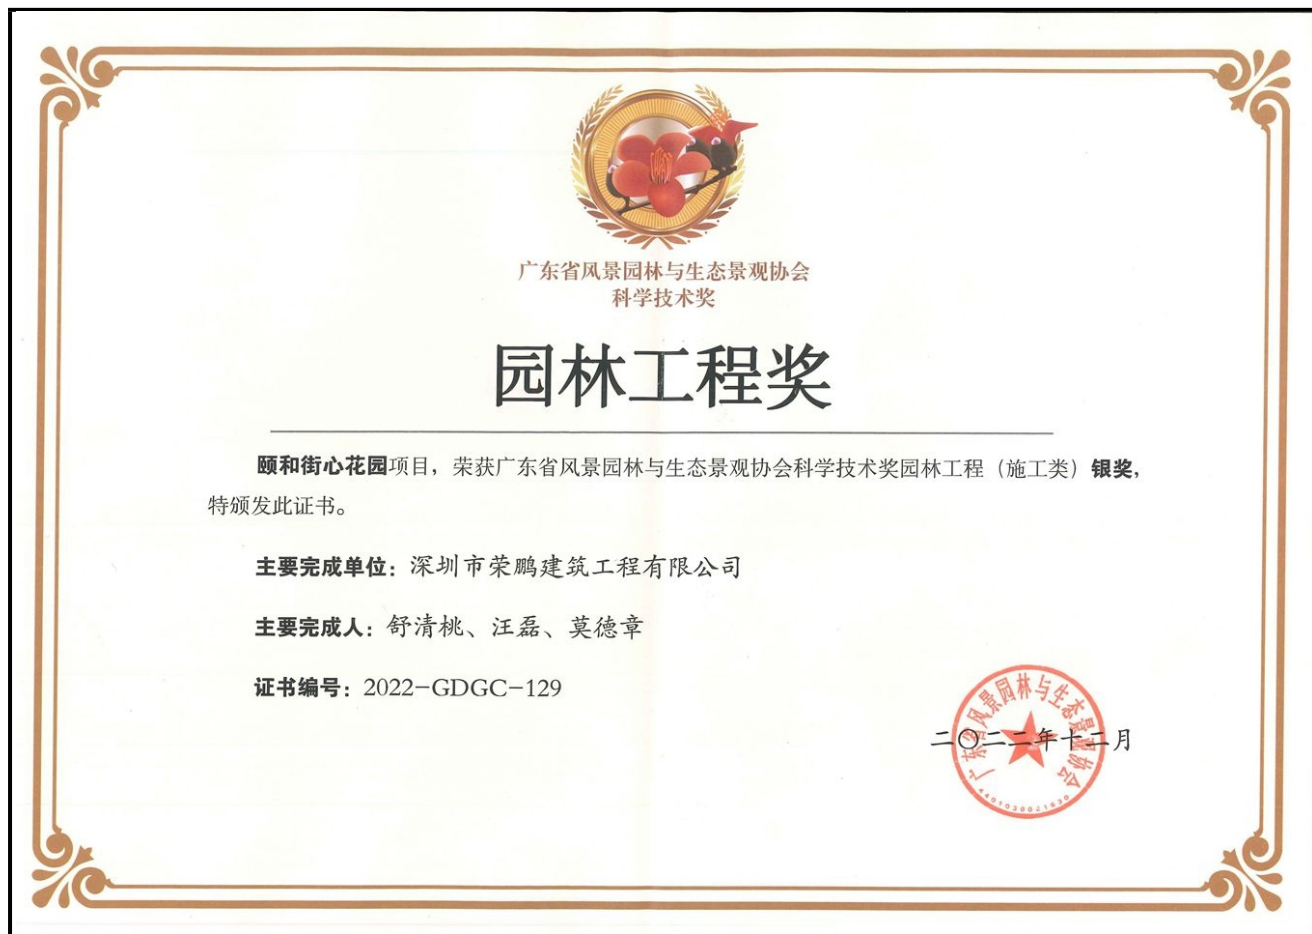 广东省风景园林与生态景观协会
科学技术奖
园林工程奖
颐和街心花园项目，荣获广东省风景园林与生态景观协会科学技术奖园林工程（施工类）银奖，
特颁发此证书。
主要完成单位：深圳市荣鹏建筑工程有限公司
主要完成人：舒清桃、汪磊、莫德章
证书编号：2022-GDGC-129
广东省风景园林与生态景观协会
二〇二二年十二月